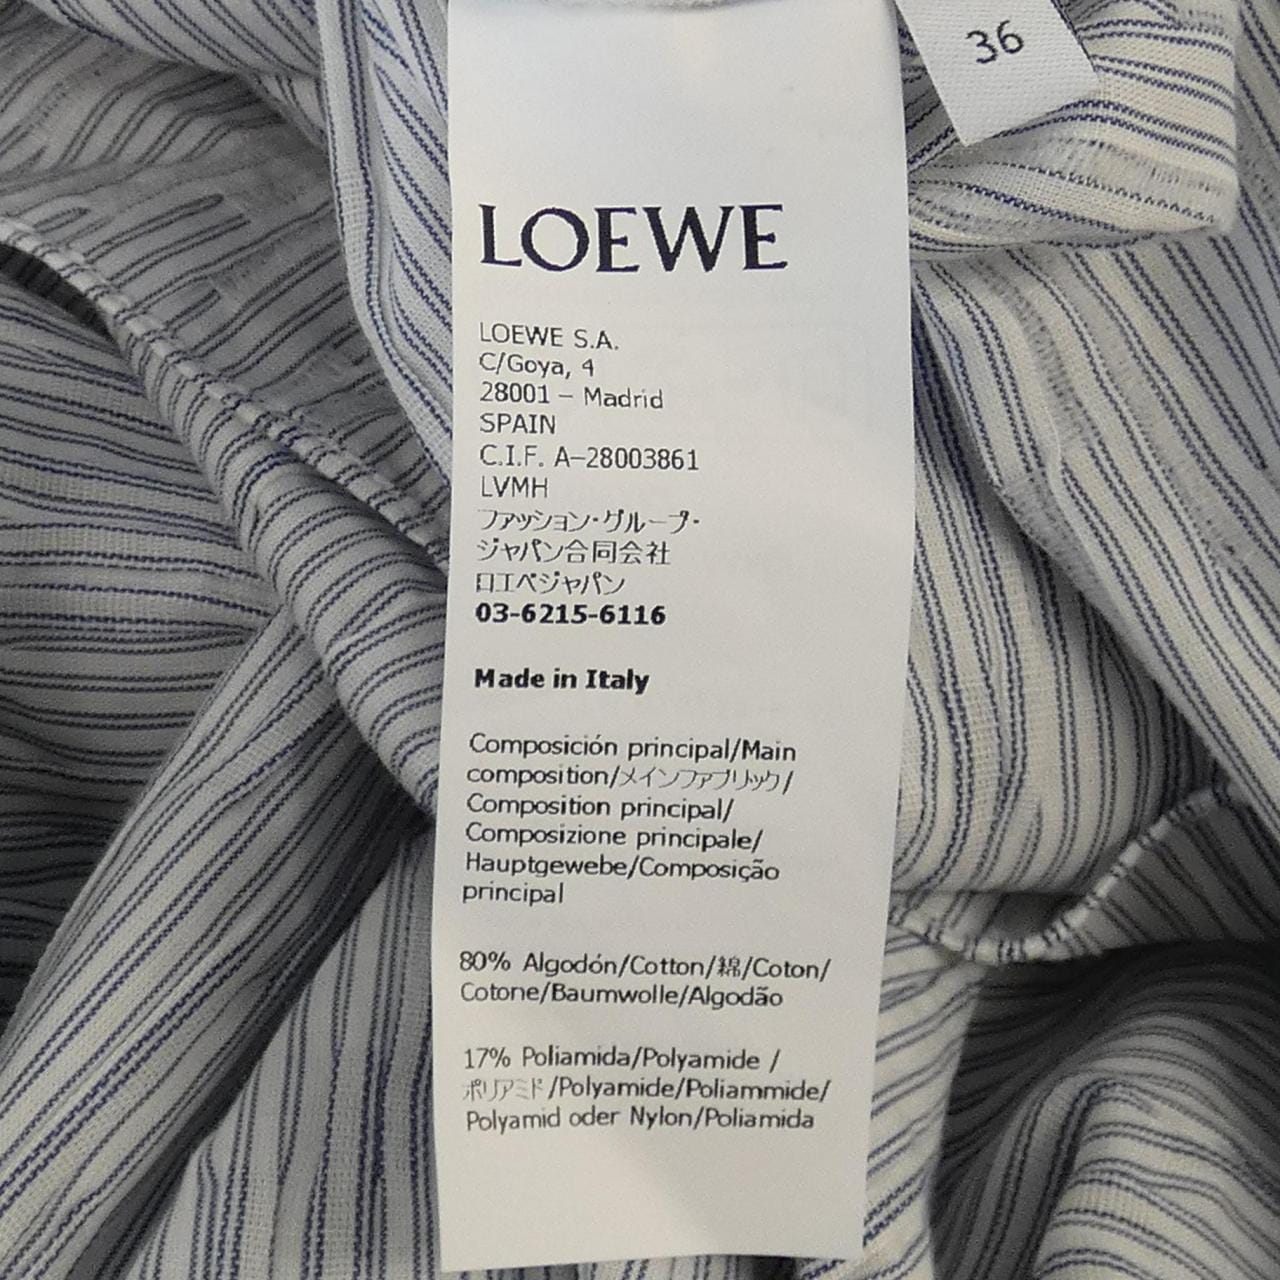 36
LOEWE
LOEWE S.A.
C/Goya, 4
28001 – Madrid
SPAIN
C.I.F. A–28003861
LVMH
ファッション・グループ・
ジャパン合同会社
ロエベジャパン
03-6215-6116
Made in Italy
Composición principal/Main
composition/メインファブリック/
Composition principal/
Composizione principale/
Hauptgewebe/Composição
principal
80% Algodón/Cotton/綿/Coton/
Cotone/Baumwolle/Algodão
17% Poliamida/Polyamide /
ポリアミド/Polyamide/Poliammide/
Polyamid oder Nylon/Poliamida